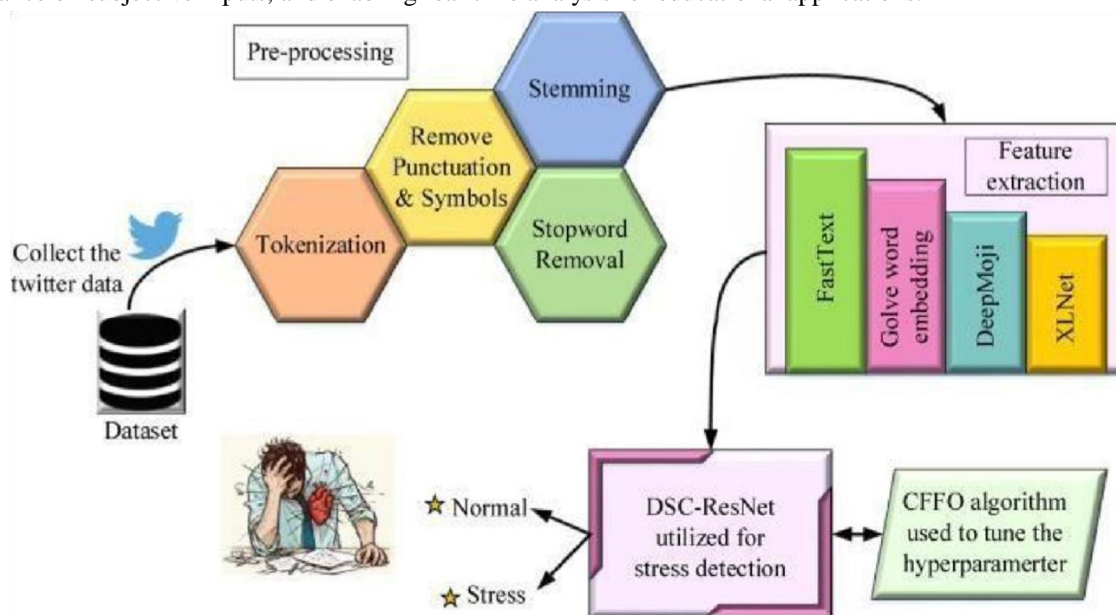 Pre-processing
Stemming
Remove
Punctuation
& Symbols
Tokenization
Stopword
Removal
Collect the
twitter data
Dataset
Feature
extraction
FastText
Golve word
embedding
DeepMoji
XLNet
DSC-ResNet
utilized for
stress detection
CFFO algorithm
used to tune the
hyperparamerter
Normal
Stress